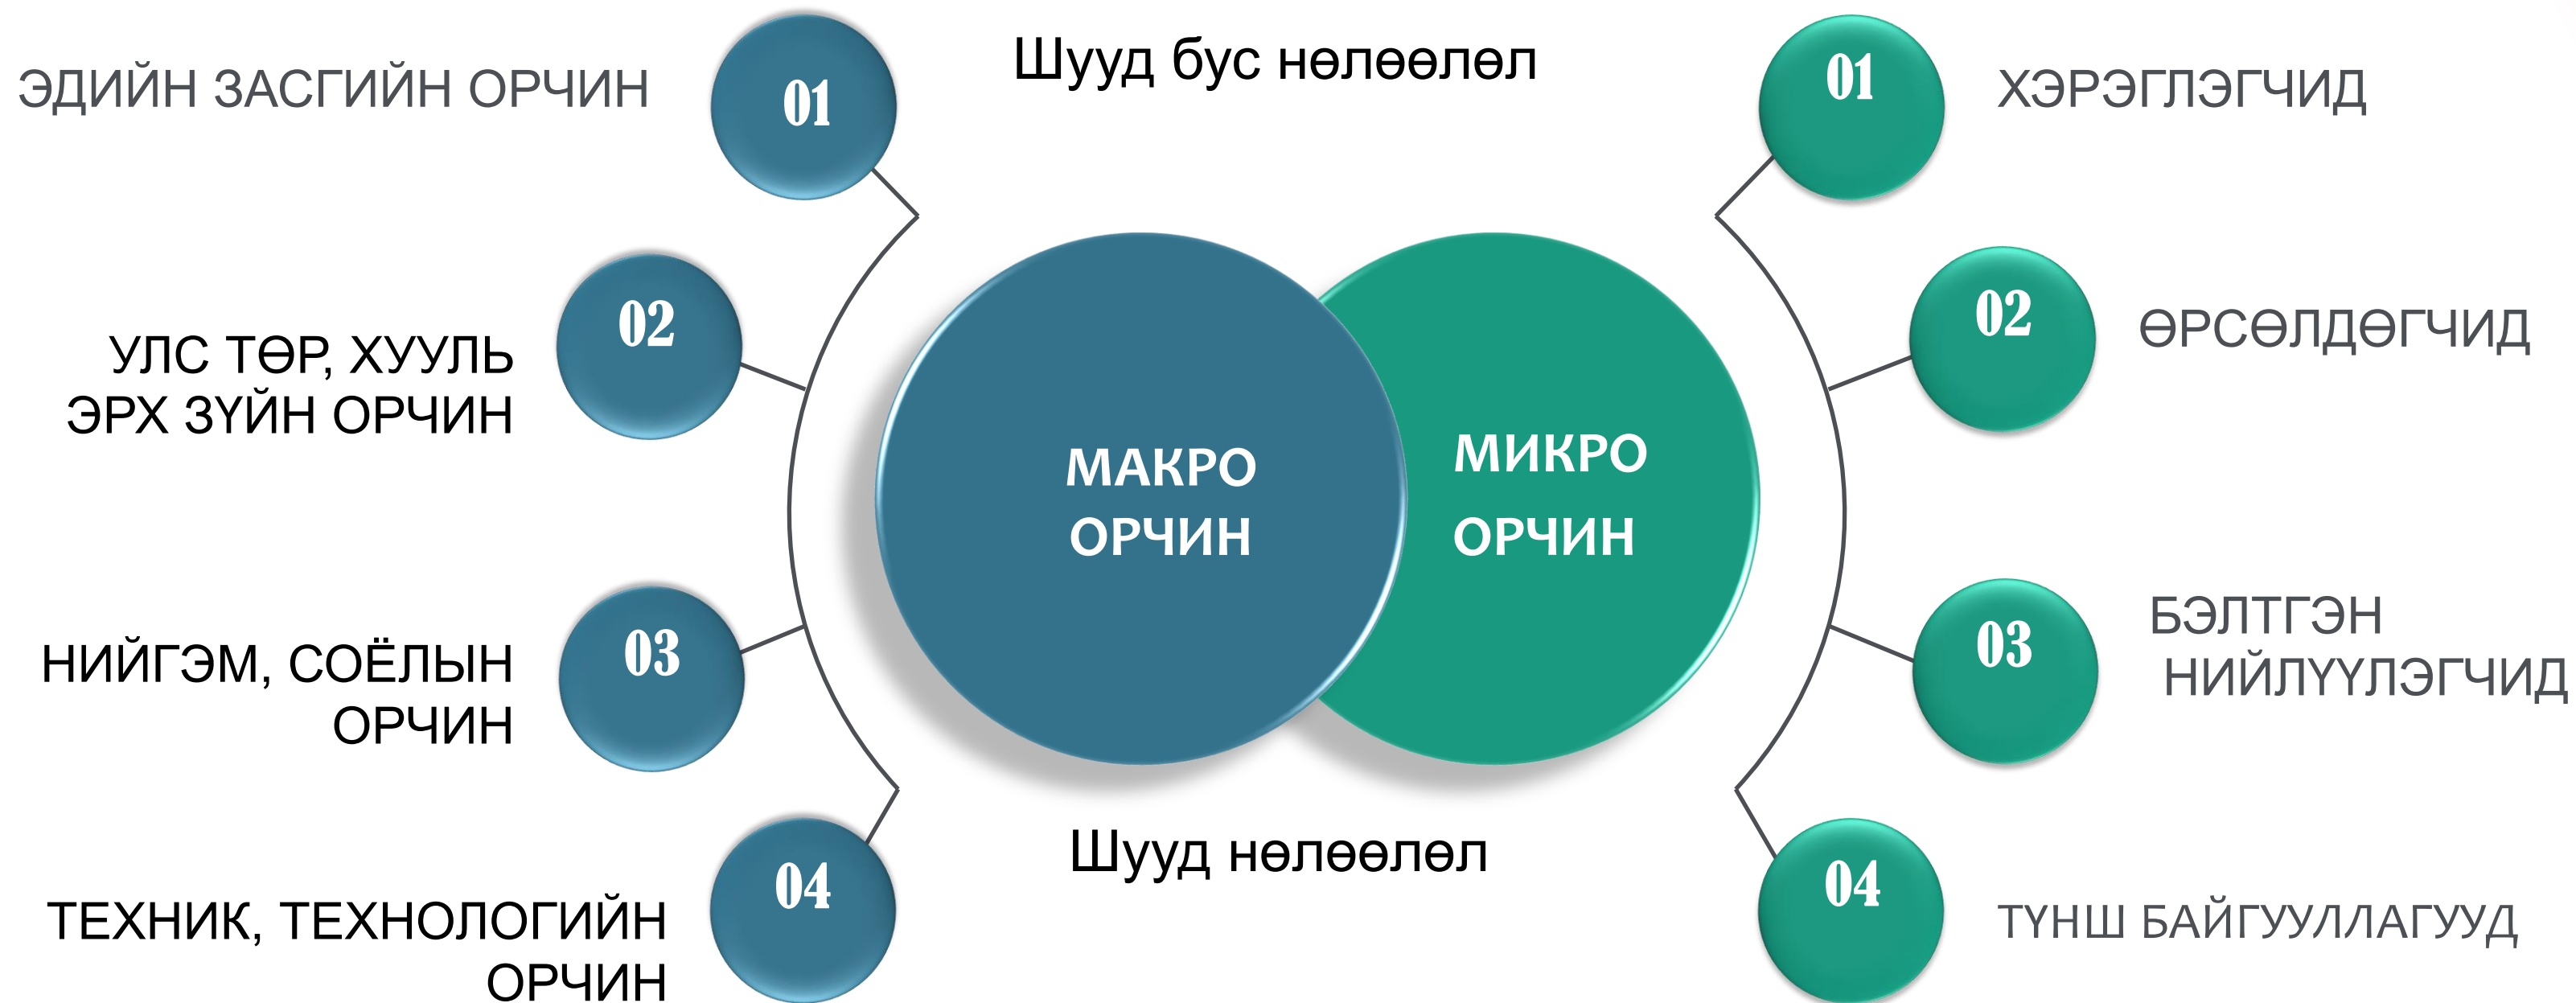 Шууд бус нөлөөлөл
01
ЭДИЙН ЗАСГИЙН ОРЧИН
02
УЛС ТӨР, ХУУЛЬ
ЭРХ ЗҮЙН ОРЧИН
03
НИЙГЭМ, СОЁЛЫН
ОРЧИН
04
ТЕХНИК, ТЕХНОЛОГИЙН
ОРЧИН
МАКРО
ОРЧИН
МИКРО
ОРЧИН
01
ХЭРЭГЛЭГЧИД
02
ӨРСӨЛДӨГЧИД
03
БЭЛТГЭН
НИЙЛҮҮЛЭГЧИД
04
ТҮНШ БАЙГУУЛЛАГУУД
Шууд нөлөөлөл